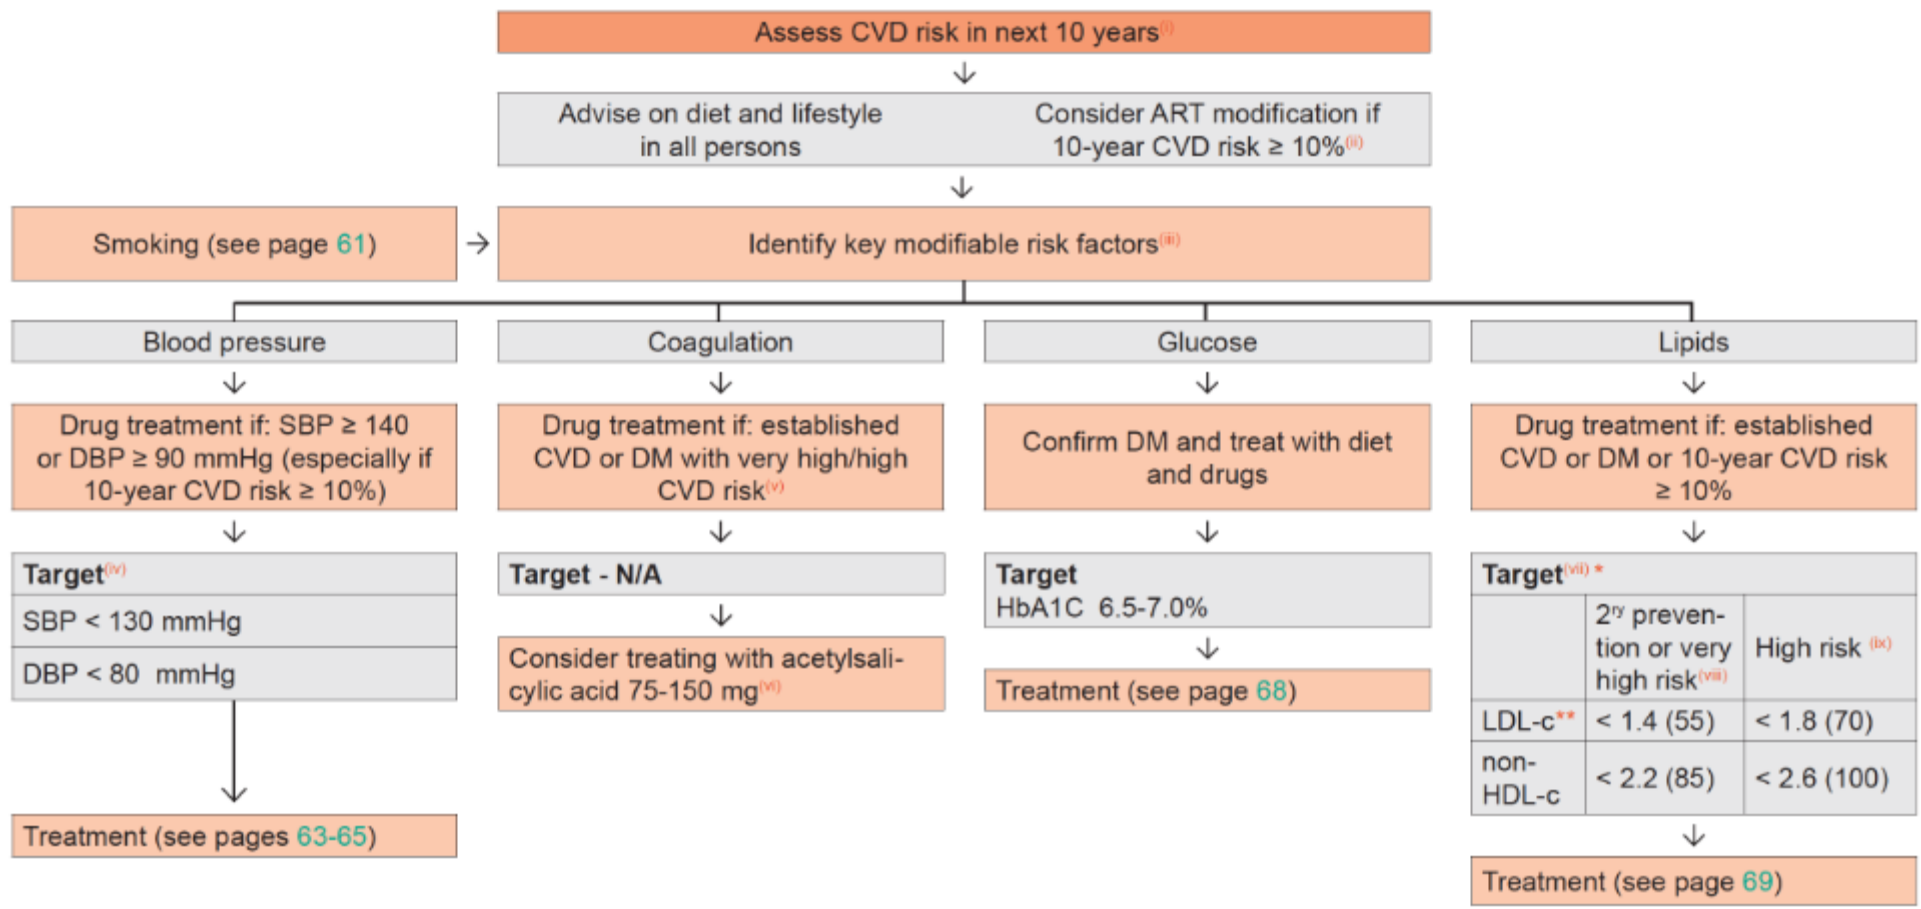 Assess CVD risk in next 10 years(i)
Advise on diet and lifestyle
in all persons
Consider ART modification if
10-year CVD risk ≥ 10%(ii)
Smoking (see page 61)
Identify key modifiable risk factors(iii)
Blood pressure
Drug treatment if: SBP ≥ 140
or DBP ≥ 90 mmHg (especially if
10-year CVD risk ≥ 10%)
Target(iv)
SBP < 130 mmHg
DBP < 80 mmHg
Treatment (see pages 63-65)
Coagulation
Drug treatment if: established
CVD or DM with very high/high
CVD risk(v)
Target - N/A
Consider treating with acetylsali-
cylic acid 75-150 mg(vi)
Glucose
Confirm DM and treat with diet
and drugs
Target
HbA1C 6.5-7.0%
Treatment (see page 68)
Lipids
Drug treatment if: established
CVD or DM or 10-year CVD risk
≥ 10%
Target(vii) *
2ry preven-
tion or very
high risk(viii)
High risk (ix)
LDL-c** < 1.4 (55) < 1.8 (70)
non-
HDL-c < 2.2 (85) < 2.6 (100)
Treatment (see page 69)